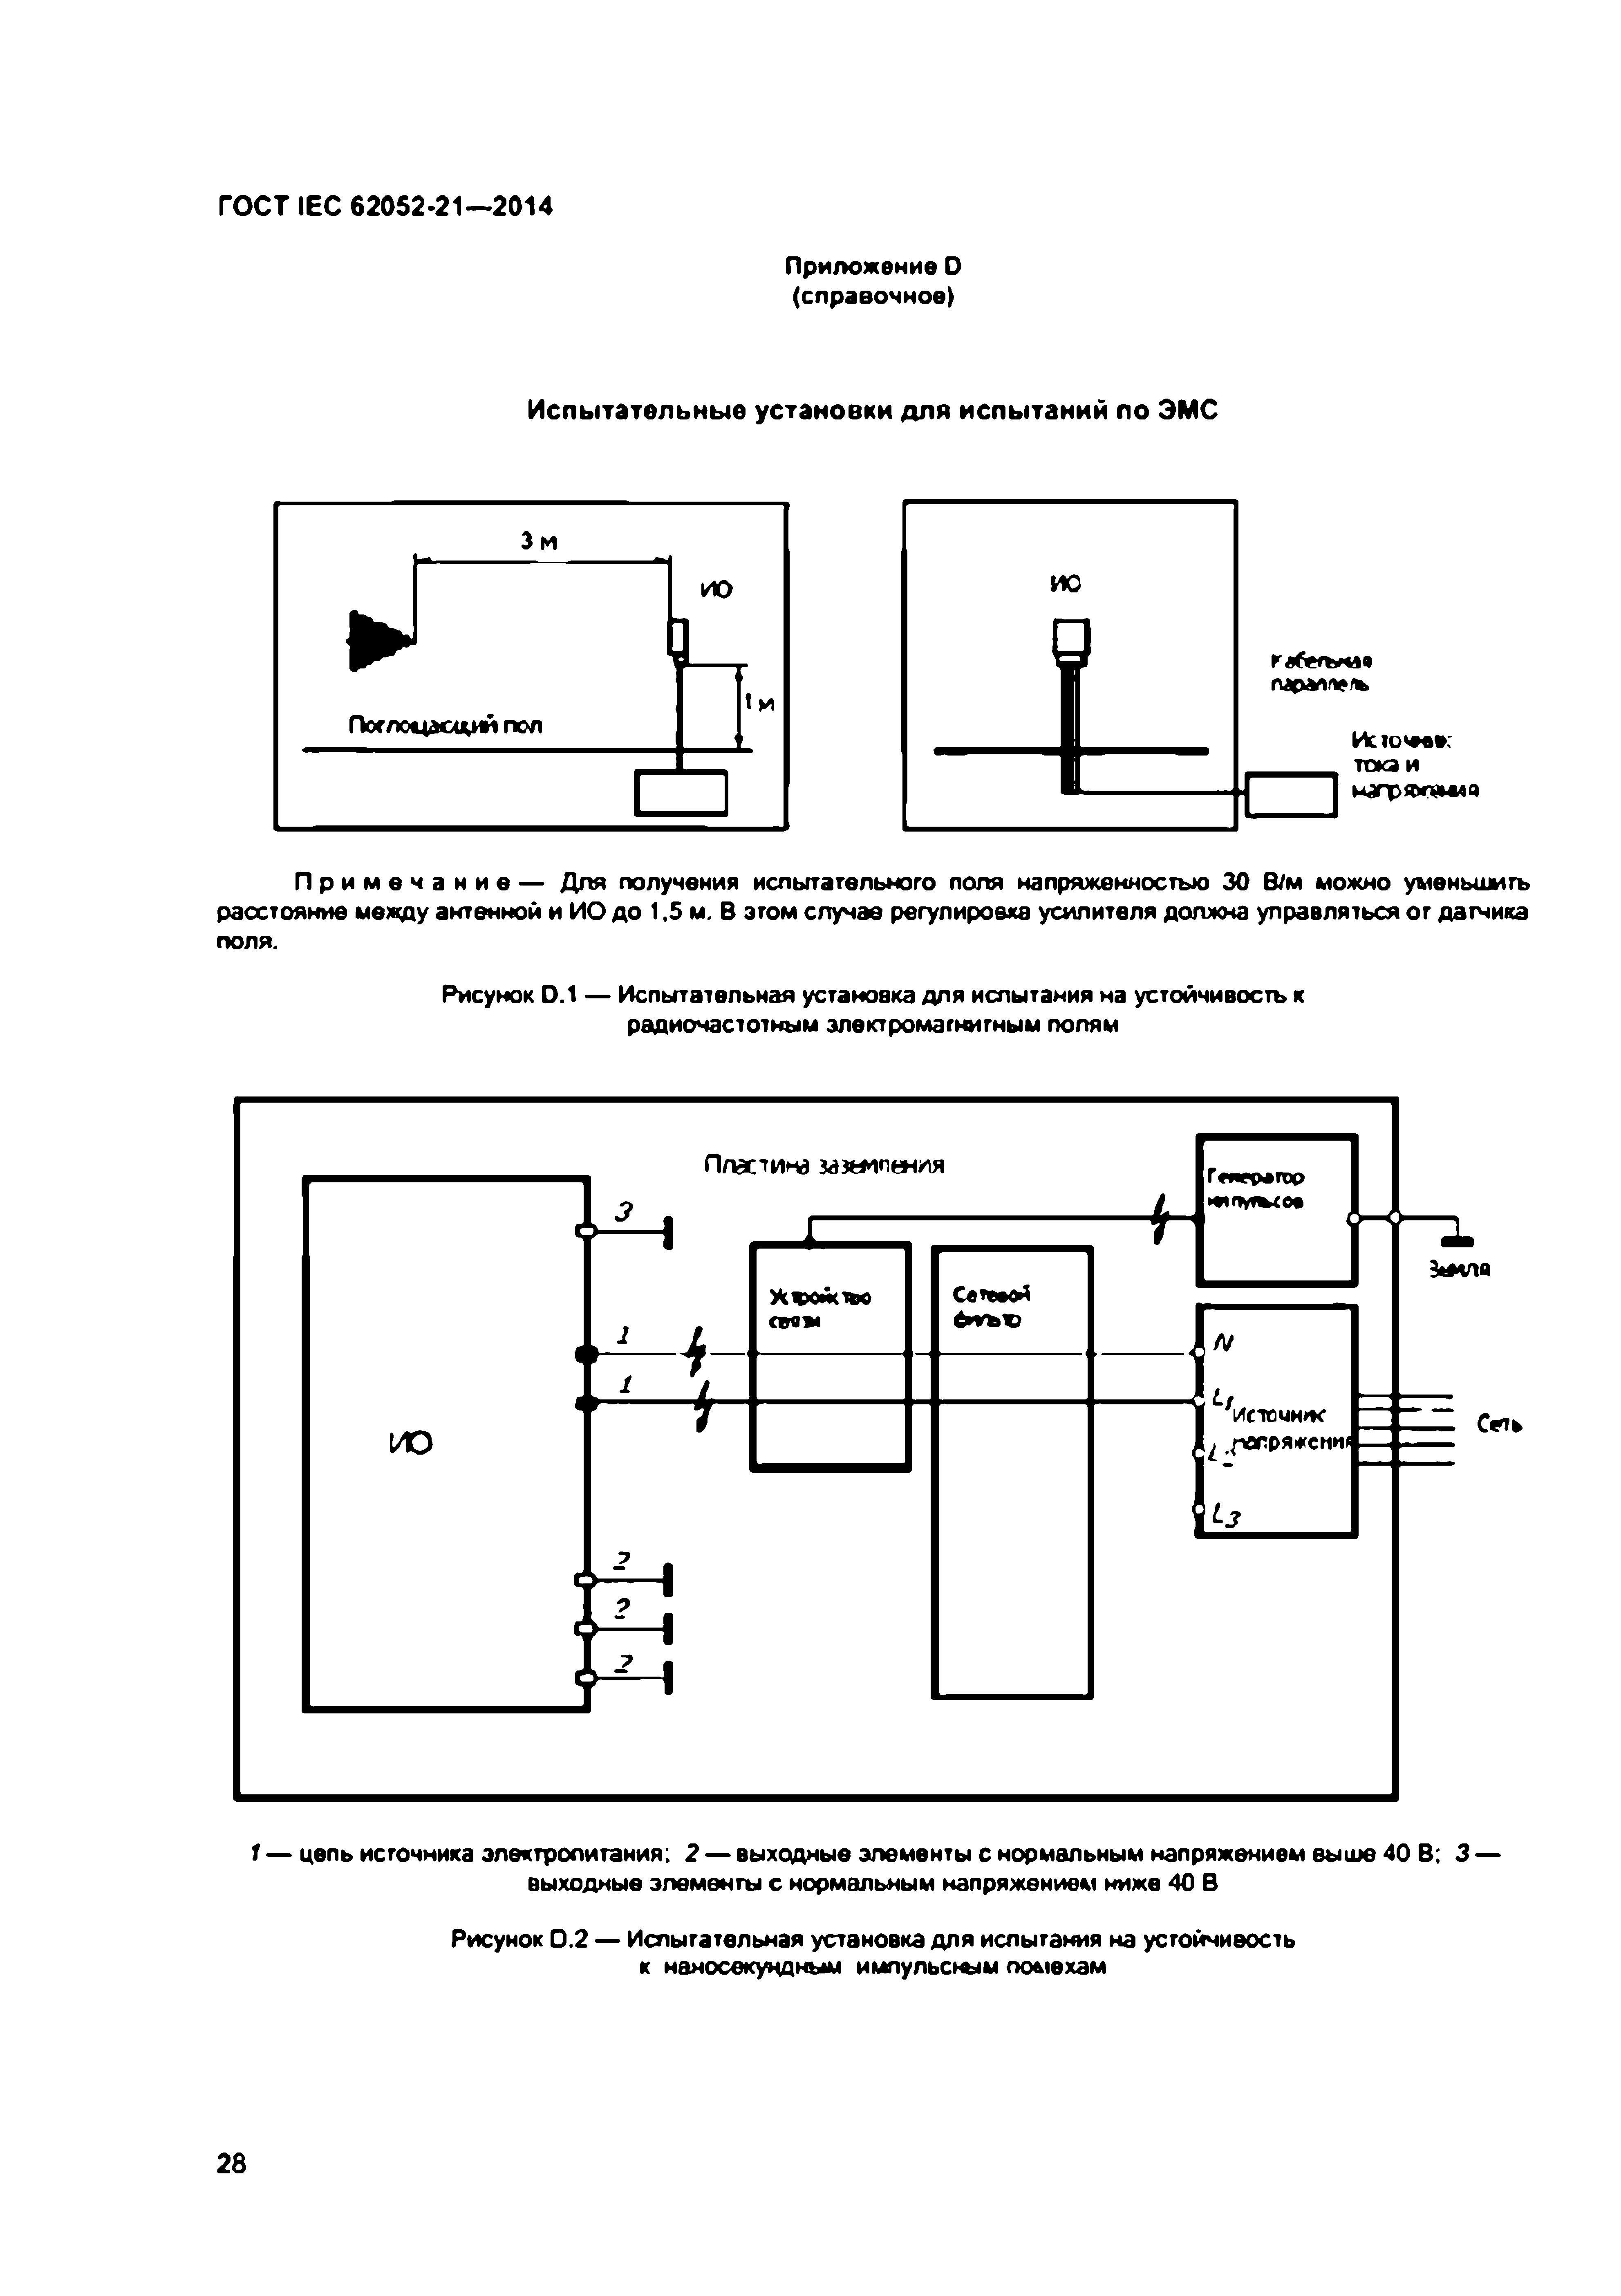 ГОСТ IEC 62052-21—2014
Приложение D
(справочное)
Испытательные установки для испытаний по ЭМС
3 м
ИО
1 м
Поглощающий пол
ИО
Кабельная
параллель
Источник
тока и
напряжения
Примечание— Для получения испытательного поля напряженностью 30 В/м можно уменьшить
расстояние между антенной и ИО до 1,5 м. В этом случае регулировка усилителя должна управляться от датчика
поля.
Рисунок D.1 — Испытательная установка для испытания на устойчивость к
радиочастотным электромагнитным полям
Пластина заземления
Генератор
импульсов
3
Земля
Устройство
связи
Сетевой
фильтр
1
N
1
L1
Источник
напряжения
Сеть
ИО
L2
L3
2
2
2
1 — цепь источника электропитания; 2 — выходные элементы с нормальным напряжением выше 40 В; 3 —
выходные элементы с нормальным напряжением ниже 40 В
Рисунок D.2 — Испытательная установка для испытания на устойчивость
к наносекундным импульсным помехам
28